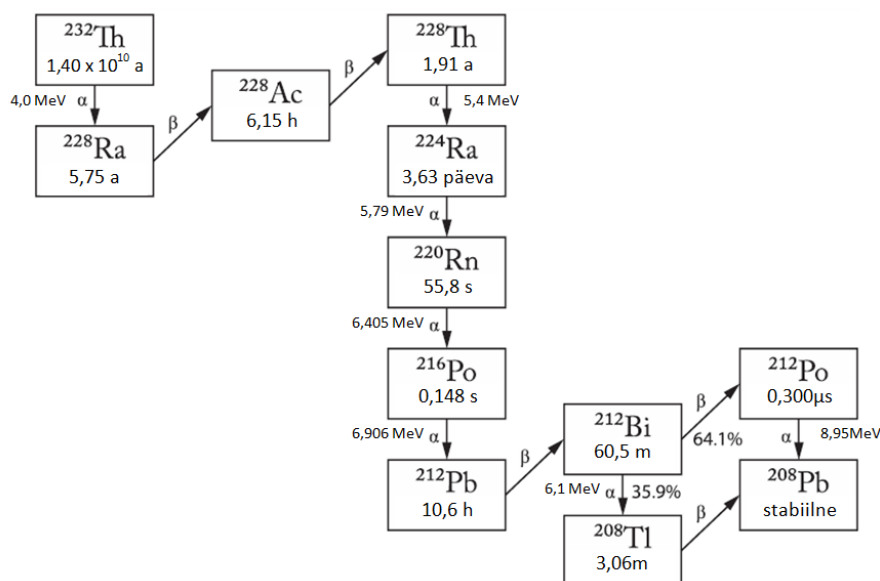 ²³²Th
1,40 x 10¹⁰ a
4,0 MeV α
²²⁸Ra
5,75 a
β
²²⁸Ac
6,15 h
β
²²⁸Th
1,91 a
α 5,4 MeV
²²⁴Ra
3,63 päeva
5,79 MeV α
²²⁰Rn
55,8 s
6,405 MeV α
²¹⁶Po
0,148 s
6,906 MeV α
²¹²Pb
10,6 h
β
²¹²Bi
60,5 m
β
64.1%
²¹²Po
0,300µs
α 8,95MeV
6,1 MeV α 35.9%
²⁰⁸Tl
3,06m
β
²⁰⁸Pb
stabiilne